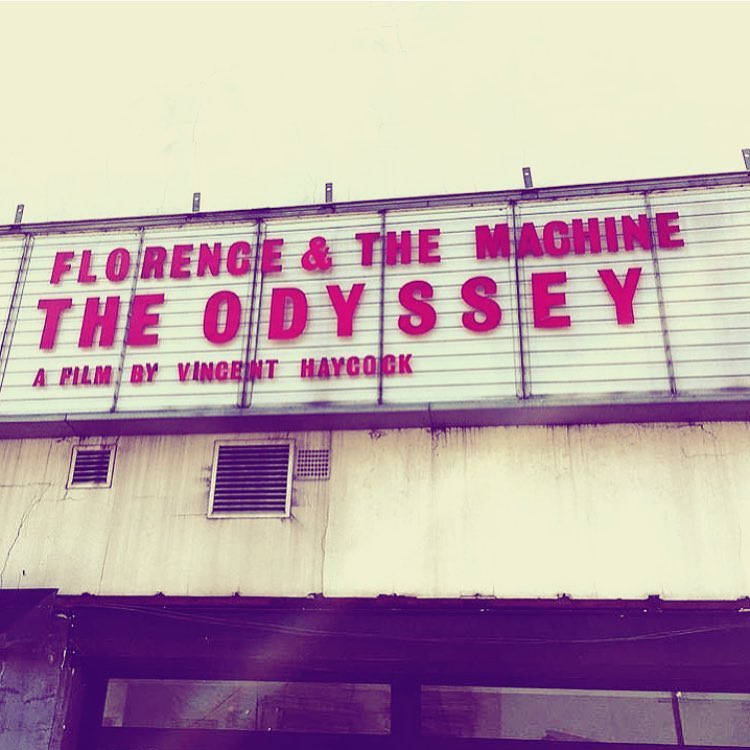 FLORENCE & THE MACHINE
THE ODYSSEY
A FILM BY VINCENT HAYCOCK